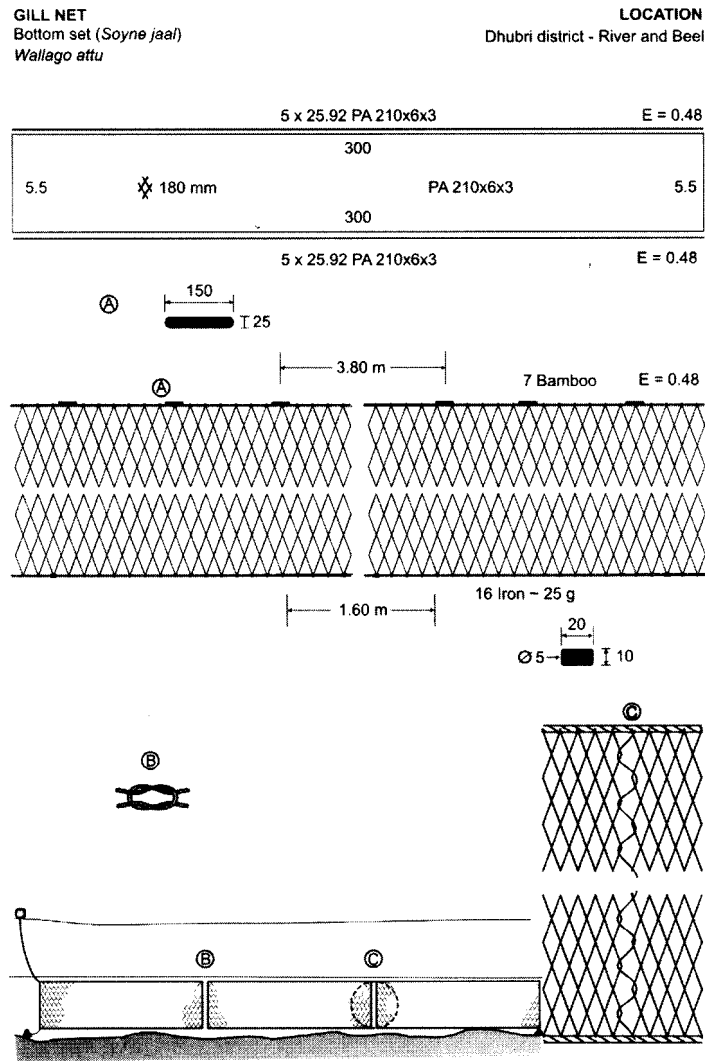 GILL NET
Bottom set (Soyne jaal)
Wallago attu
LOCATION
Dhubri district - River and Beel
5 x 25.92 PA 210x6x3 E = 0.48
300
5.5 180 mm PA 210x6x3 5.5
300
5 x 25.92 PA 210x6x3 E = 0.48
A 150
25
3.80 m
A 7 Bamboo E = 0.48
16 Iron ~ 25 g
1.60 m
20
Ø 5 10
C
B
B C